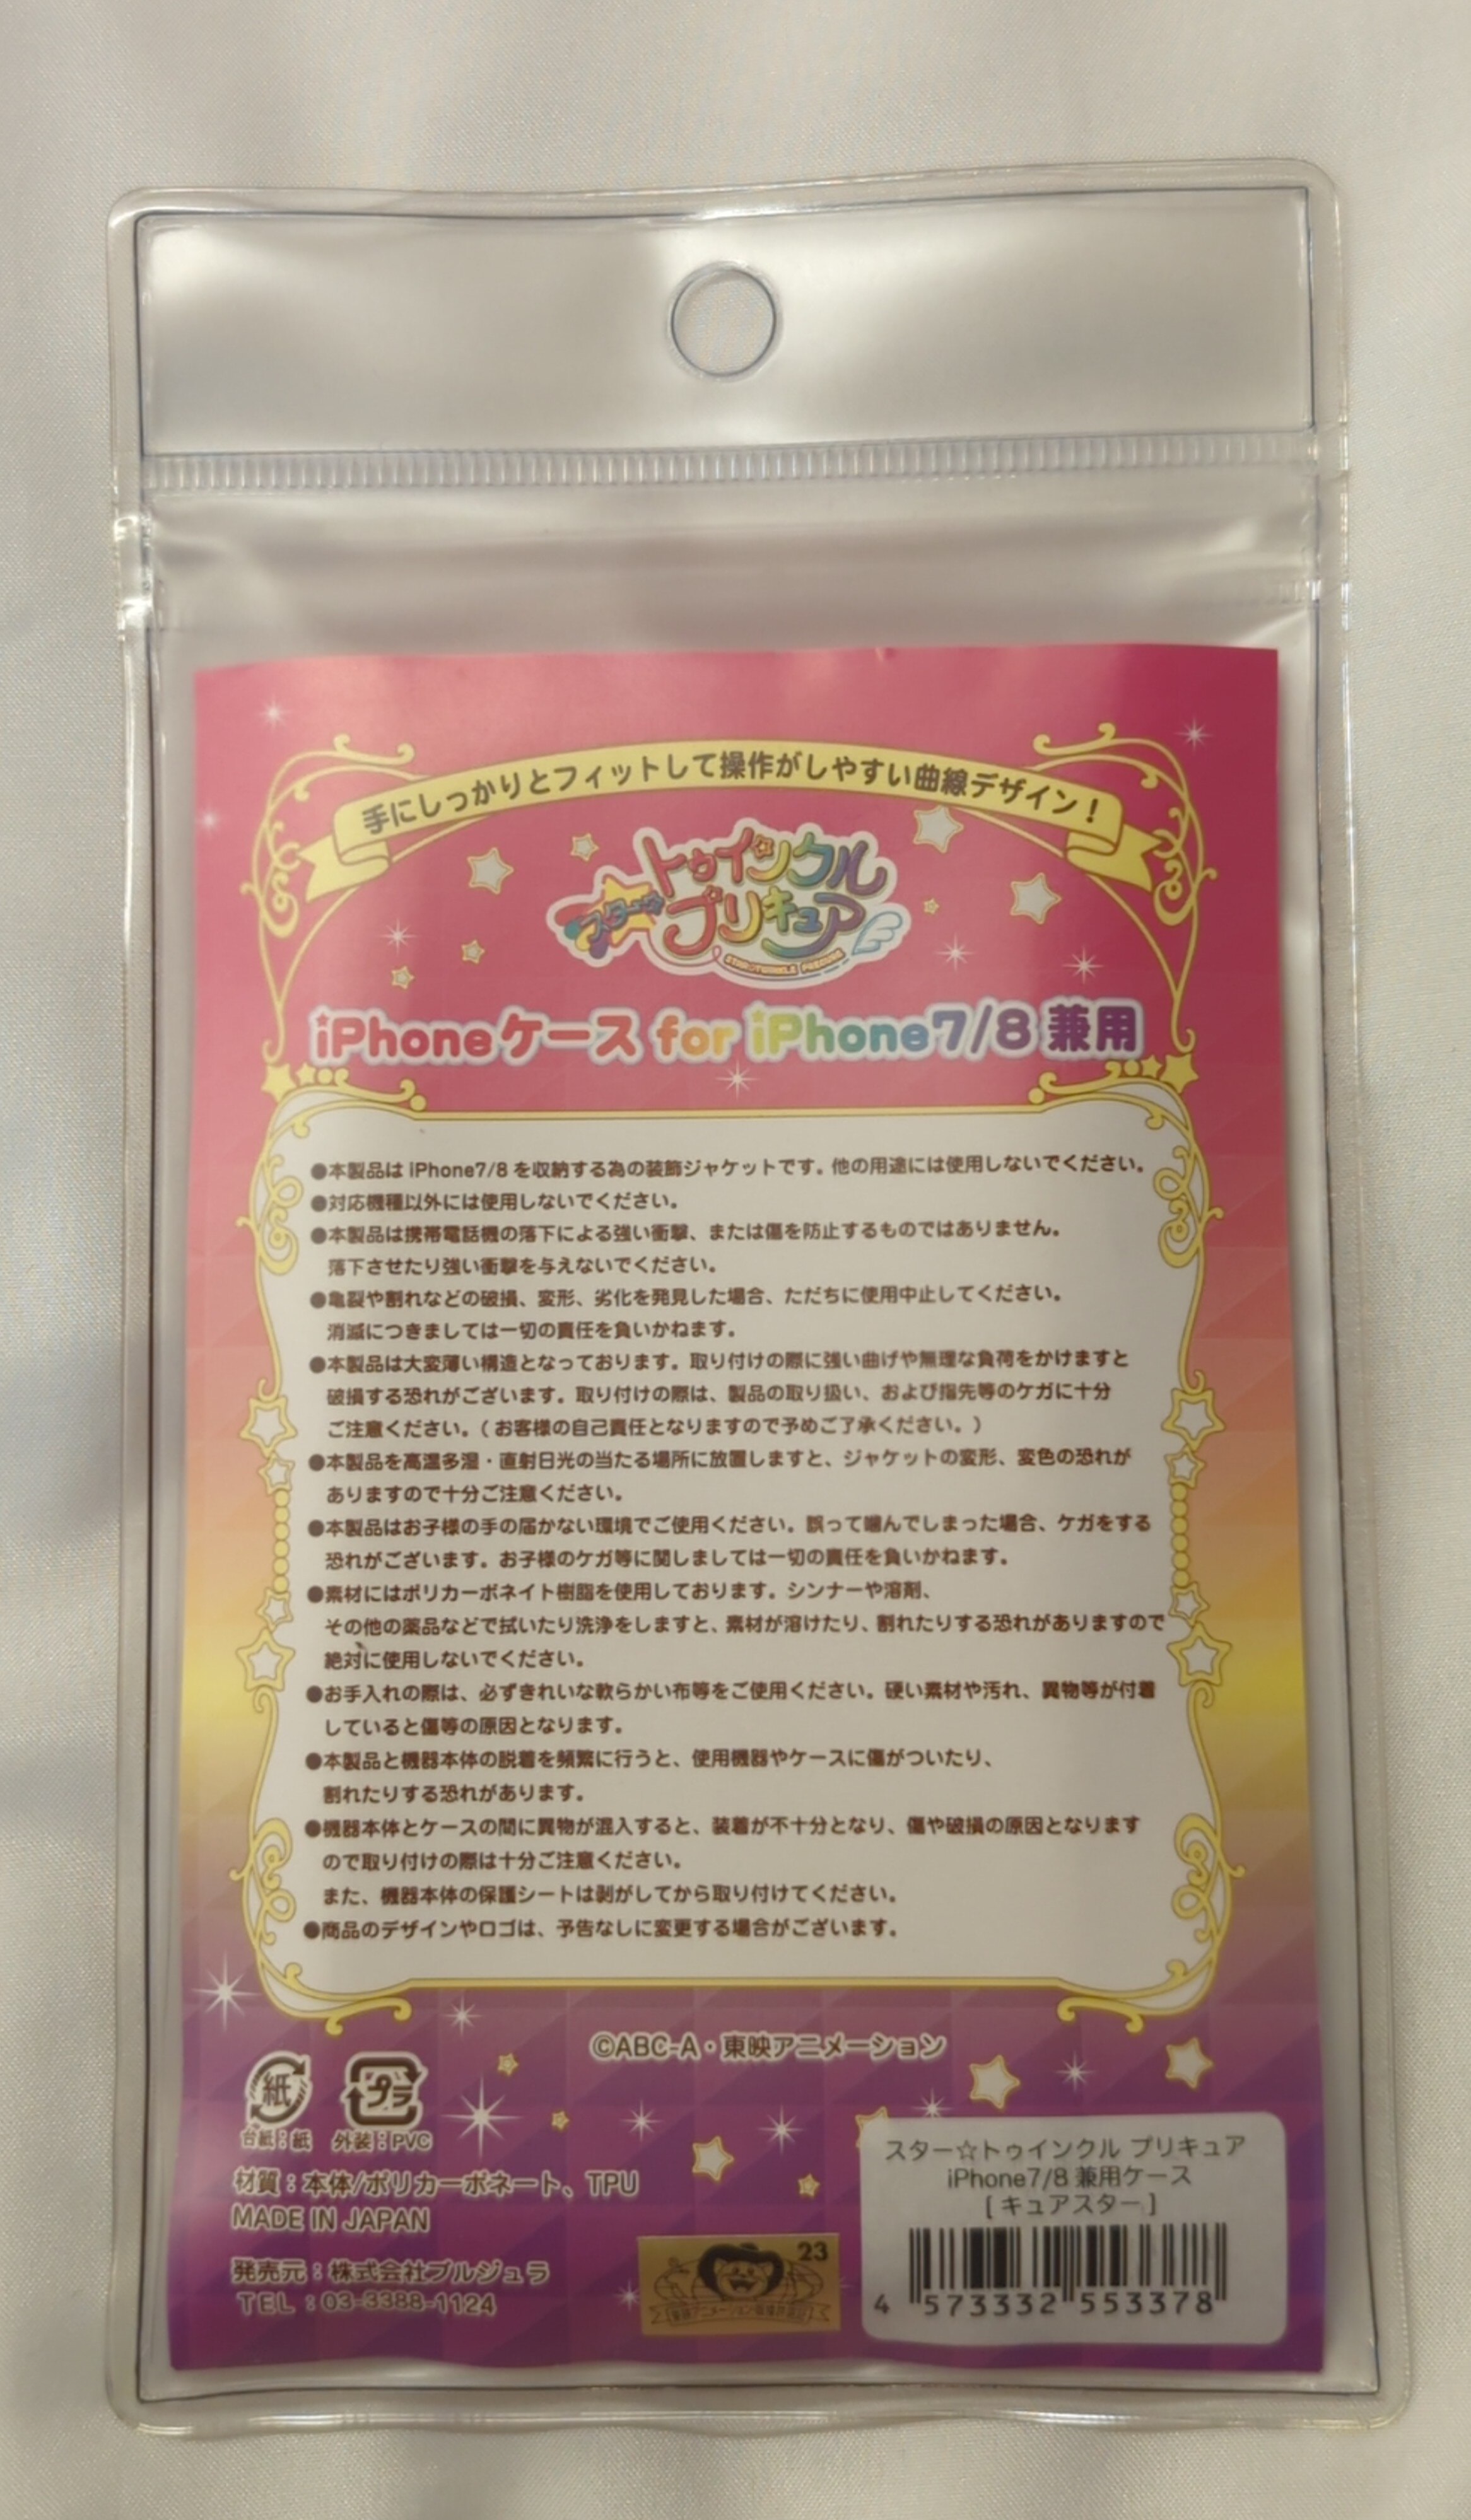 手にしっかりとフィットして操作がしやすい曲線デザイン！
スター☆トゥインクル
プリキュア
STAR☆TWINKLE PRECURE
iPhoneケース for iPhone7/8 兼用
●本製品は iPhone7/8 を収納する為の装飾ジャケットです。他の用途には使用しないでください。
●対応機種以外には使用しないでください。
●本製品は携帯電話機の落下による強い衝撃、または傷を防止するものではありません。
落下させたり強い衝撃を与えないでください。
●亀裂や割れなどの破損、変形、劣化を発見した場合、ただちに使用中止してください。
消滅につきましては一切の責任を負いかねます。
●本製品は大変薄い構造となっております。取り付けの際に強い曲げや無理な負荷をかけますと
破損する恐れがございます。取り付けの際は、製品の取り扱い、および指先等のケガに十分
ご注意ください。( お客様の自己責任となりますので予めご了承ください。)
●本製品を高温多湿・直射日光の当たる場所に放置しますと、ジャケットの変形、変色の恐れが
ありますので十分ご注意ください。
●本製品はお子様の手の届かない環境でご使用ください。誤って噛んでしまった場合、ケガをする
恐れがございます。お子様のケガ等に関しましては一切の責任を負いかねます。
●素材にはポリカーボネイト樹脂を使用しております。シンナーや溶剤、
その他の薬品などで拭いたり洗浄をしますと、素材が溶けたり、割れたりする恐れがありますので
絶対に使用しないでください。
●お手入れの際は、必ずきれいな軟らかい布等をご使用ください。硬い素材や汚れ、異物等が付着
していると傷等の原因となります。
●本製品と機器本体の脱着を頻繁に行うと、使用機器やケースに傷がついたり、
割れたりする恐れがあります。
●機器本体とケースの間に異物が混入すると、装着が不十分となり、傷や破損の原因となります
ので取り付けの際は十分ご注意ください。
また、機器本体の保護シートは剥がしてから取り付けてください。
●商品のデザインやロゴは、予告なしに変更する場合がございます。
©ABC-A・東映アニメーション
紙
プラ
台紙：紙
外装：PVC
材質：本体/ポリカーボネート、TPU
MADE IN JAPAN
発売元：株式会社プルジュラ
TEL：03-3388-1124
23
スター☆トゥインクル プリキュア
iPhone7/8 兼用ケース
[ キュアスター ]
4 573332 553378